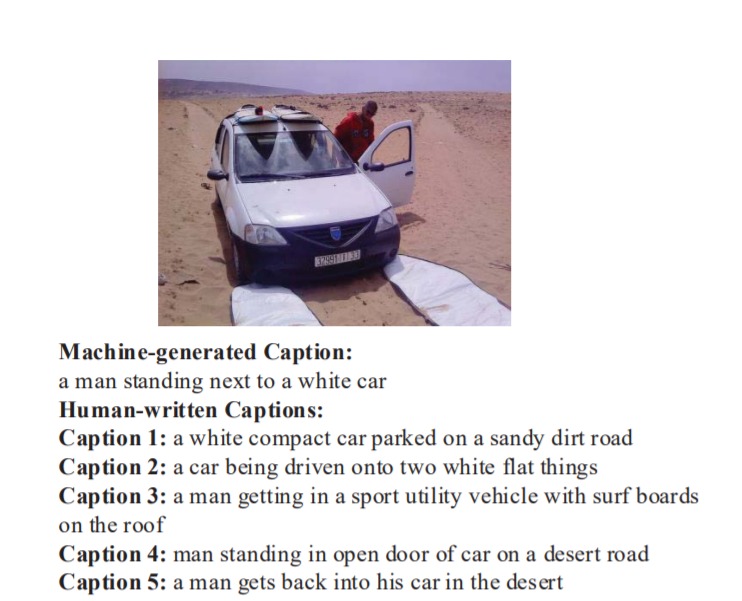 32981 1 33
Machine-generated Caption:
a man standing next to a white car
Human-written Captions:
Caption 1: a white compact car parked on a sandy dirt road
Caption 2: a car being driven onto two white flat things
Caption 3: a man getting in a sport utility vehicle with surf boards
on the roof
Caption 4: man standing in open door of car on a desert road
Caption 5: a man gets back into his car in the desert